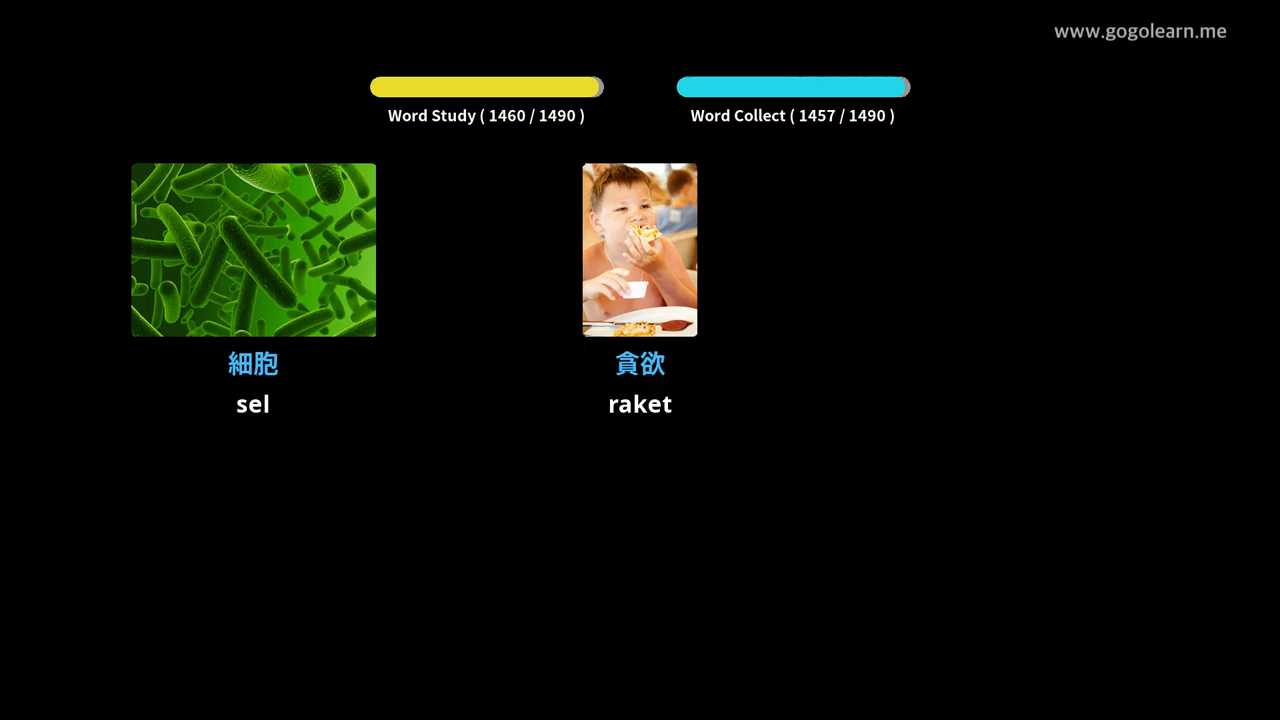 www.gogolearn.me
Word Study ( 1460 / 1490 )
Word Collect ( 1457 / 1490 )
細胞
sel
貪欲
raket